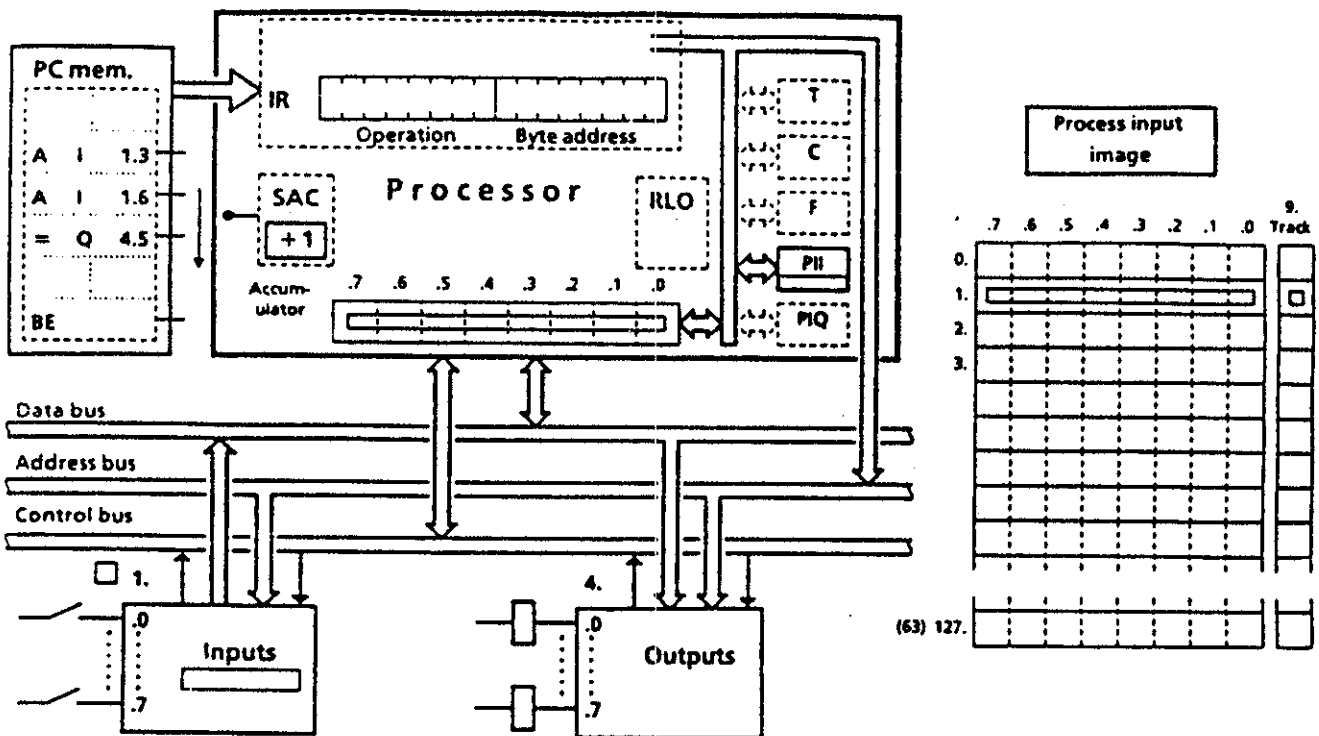 PC mem.
A I 1.3
A I 1.6
= Q 4.5
BE
IR
Operation
Byte address
Processor
SAC
+1
RLO
Accum-
ulator
.7 .6 .5 .4 .3 .2 .1 .0
T
C
F
PII
PIQ
Data bus
Address bus
Control bus
1.
.0
Inputs
.7
4.
.0
Outputs
.7
Process input
image
9.
.7 .6 .5 .4 .3 .2 .1 .0 Track
0.
1.
2.
3.
(63) 127.